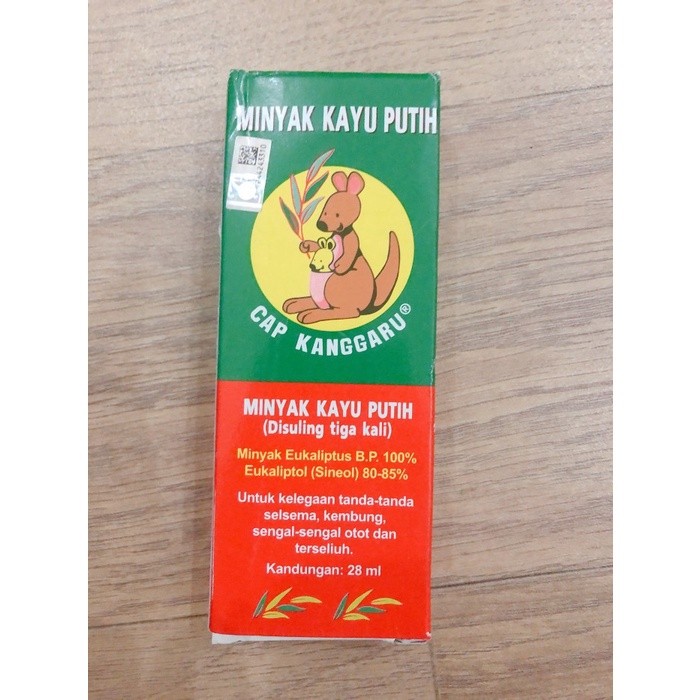 MINYAK KAYU PUTIH
CAP KANGGARU®
MINYAK KAYU PUTIH
(Disuling tiga kali)
Minyak Eukaliptus B.P. 100%
Eukaliptol (Sineol) 80-85%
Untuk kelegaan tanda-tanda
selsema, kembung,
sengal-sengal otot dan
terseliuh.
Kandungan: 28 ml